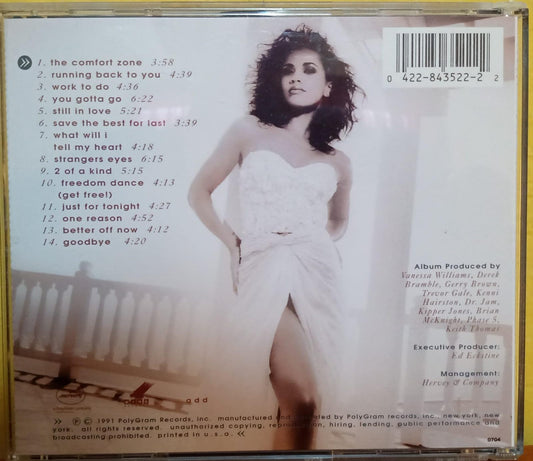 0 422-843522-2 2
1. the comfort zone 3:58
2. running back to you 4:39
3. work to do 4:36
4. you gotta go 6:22
5. still in love 5:21
6. save the best for last 3:39
7. what will i
tell my heart 4:18
8. strangers eyes 6:15
9. 2 of a kind 5:15
10. freedom dance 4:13
(get free!)
11. just for tonight 4:27
12. one reason 4:52
13. better off now 4:12
14. goodbye 4:20
Album Produced by
Vanessa Williams, Derek
Bramble, Gerry Brown,
Trevor Gale, Kenni
Hairston, Dr. Jam,
Kipper Jones, Brian
McKnight, Phase 5,
Keith Thomas
Executive Producer:
Ed Eckstine
Management:
Hervey & Company
mercury
a d d
℗ © 1991 PolyGram Records, inc. manufactured and marketed by PolyGram Records, inc., new york, new
york. all rights reserved. unauthorized copying, reproduction, hiring, lending, public performance and
broadcasting prohibited. printed in u.s.a.
0704